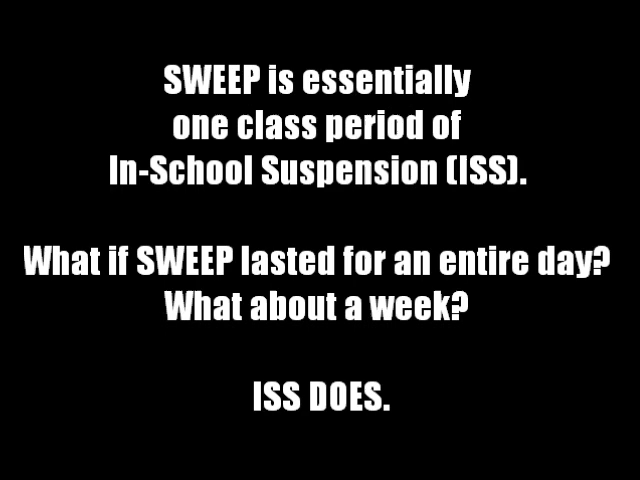 SWEEP is essentially
one class period of
In-School Suspension (ISS).
What if SWEEP lasted for an entire day?
What about a week?
ISS DOES.